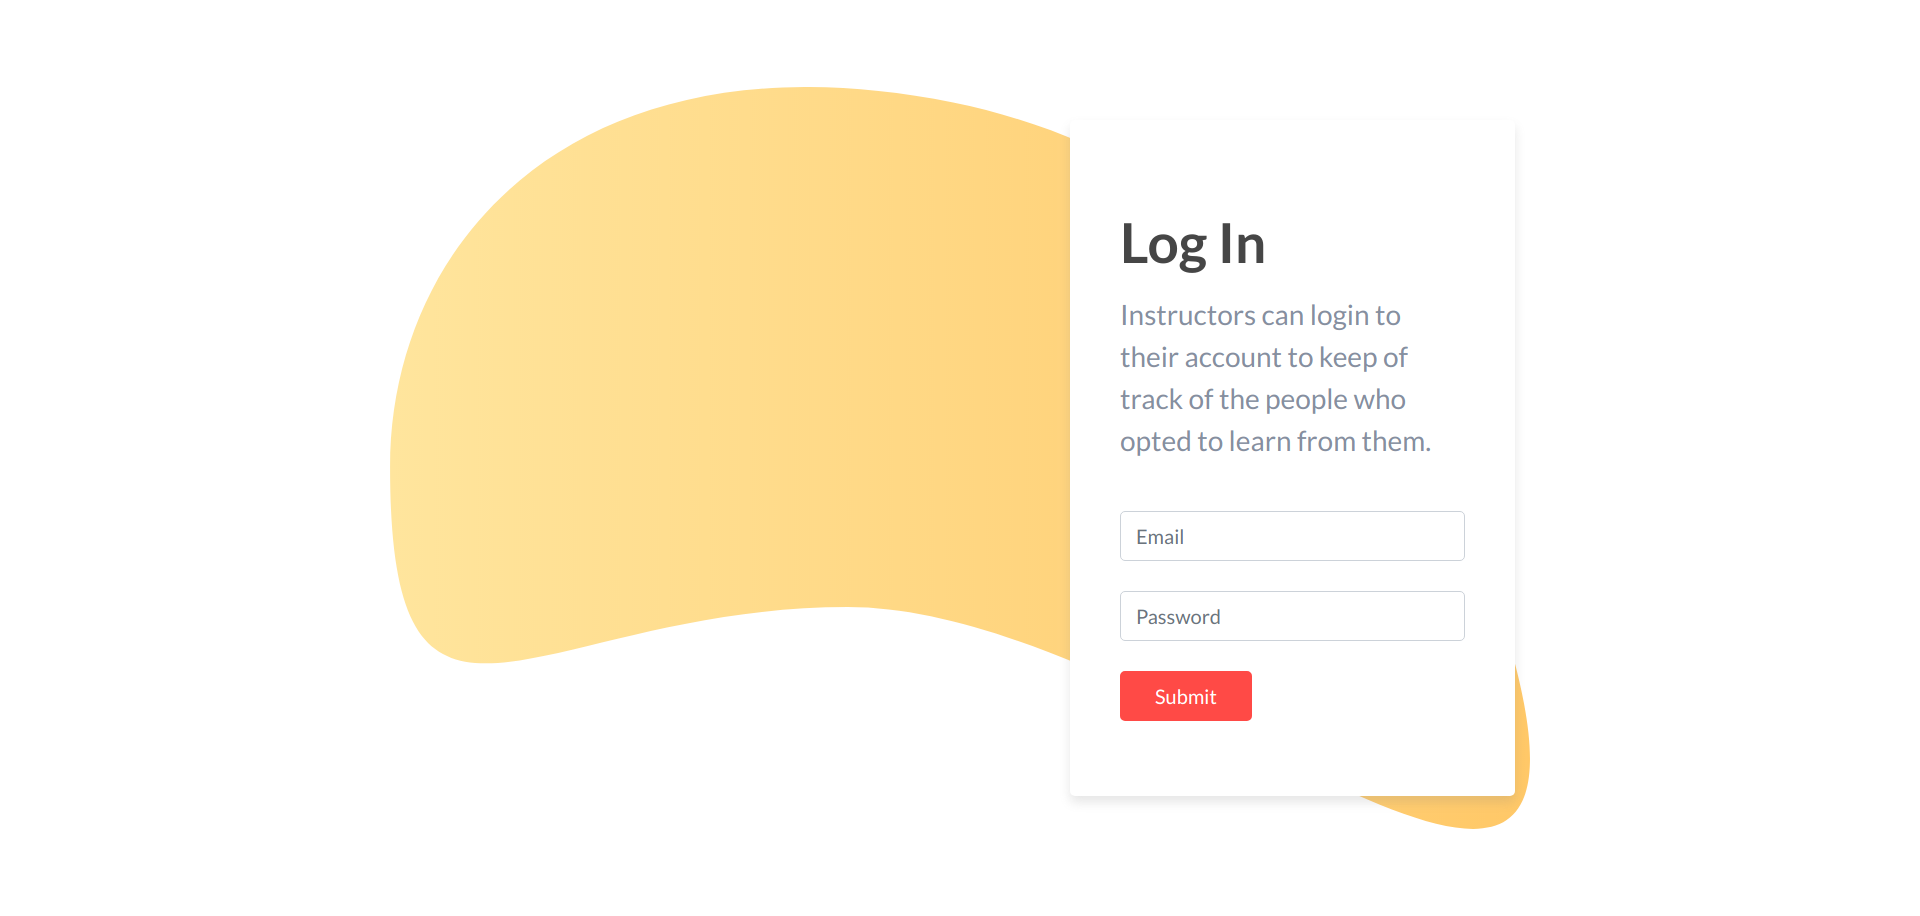 Log In
Instructors can login to
their account to keep of
track of the people who
opted to learn from them.
Email
Password
Submit